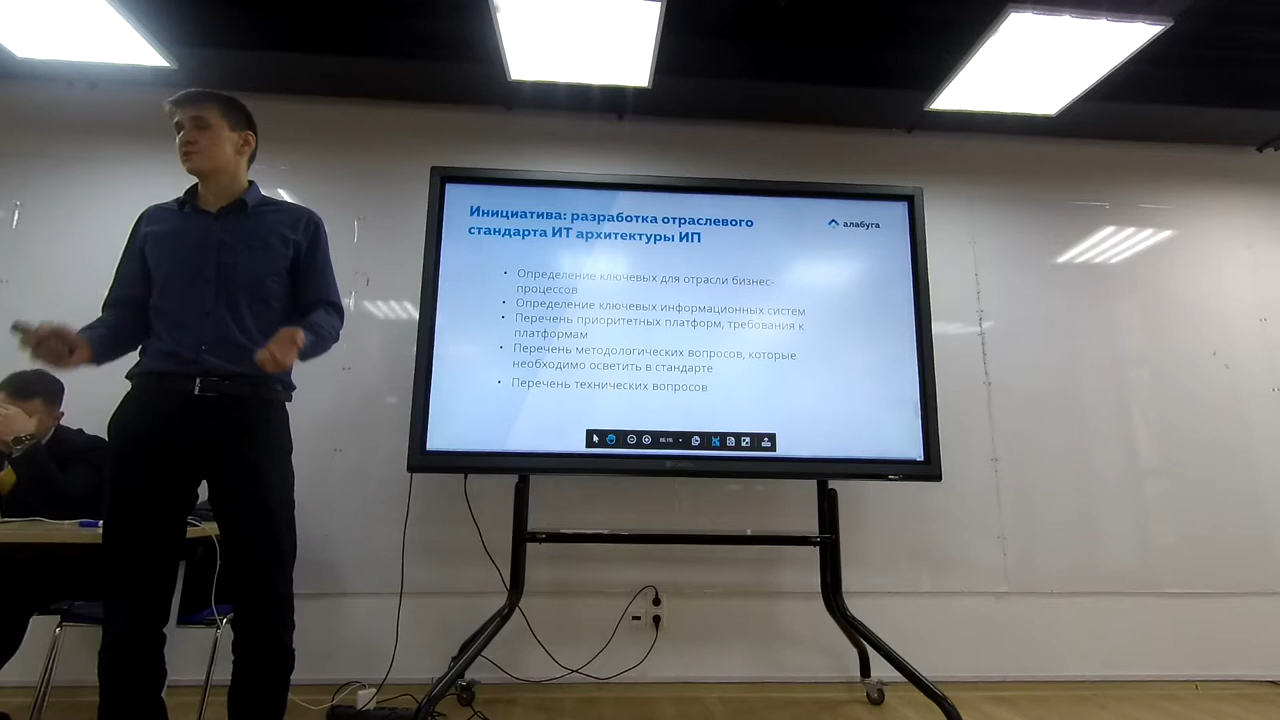 Инициатива: разработка отраслевого
стандарта ИТ архитектуры ИП
алабуга
• Определение ключевых для отрасли бизнес-
процессов
• Определение ключевых информационных систем
• Перечень приоритетных платформ, требования к
платформам
• Перечень методологических вопросов, которые
необходимо осветить в стандарте
• Перечень технических вопросов